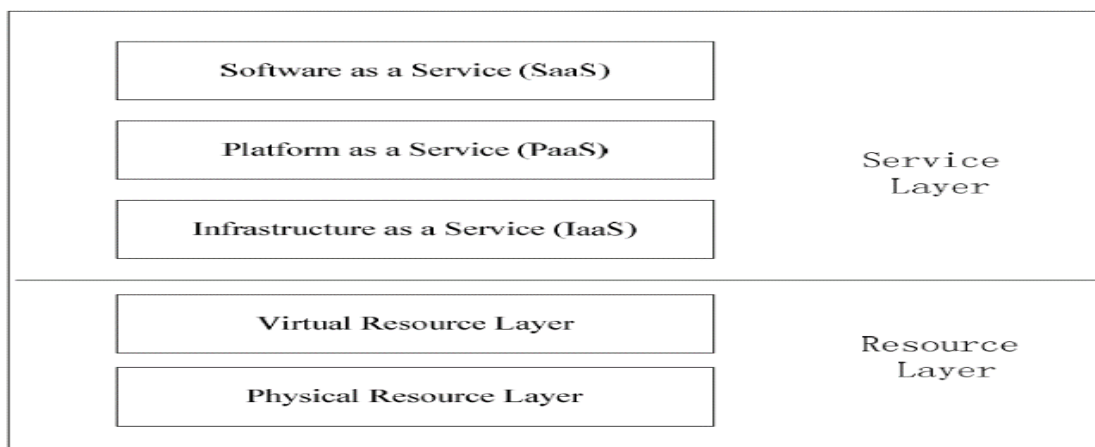 Software as a Service (SaaS)
Platform as a Service (PaaS)
Infrastructure as a Service (IaaS)
Service
Layer
Virtual Resource Layer
Physical Resource Layer
Resource
Layer